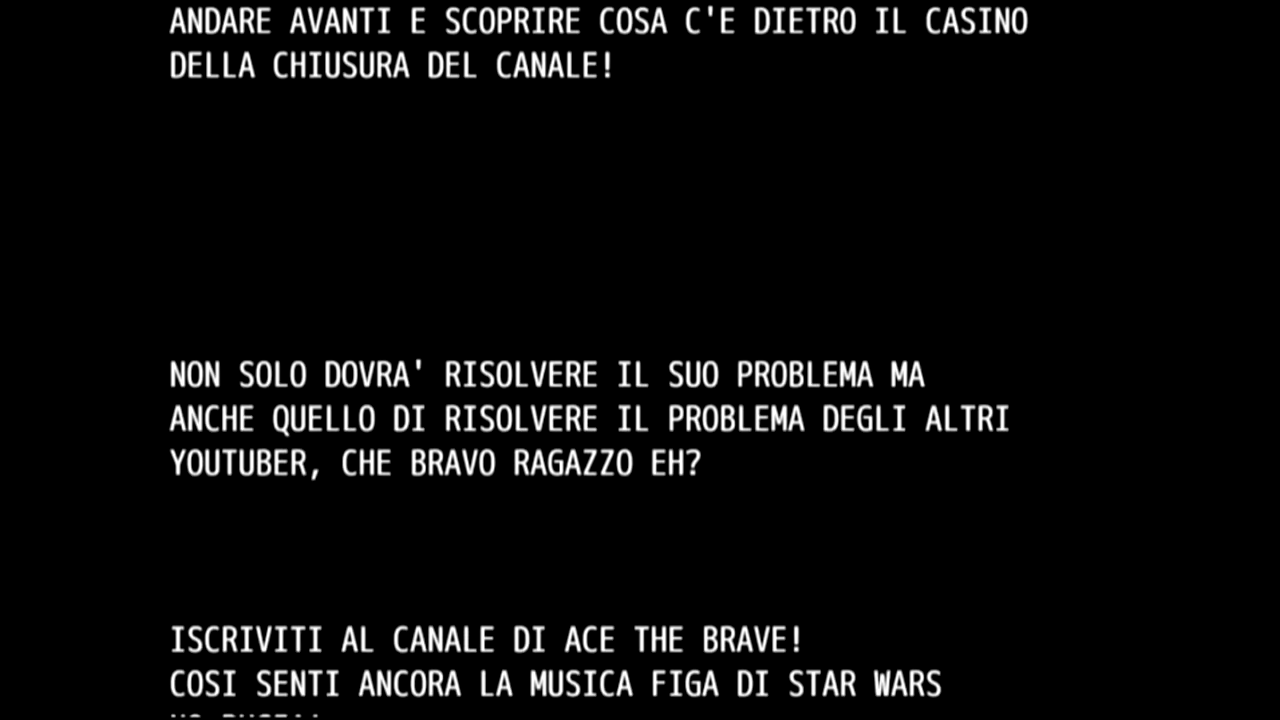 ANDARE AVANTI E SCOPRIRE COSA C'E DIETRO IL CASINO
DELLA CHIUSURA DEL CANALE!
NON SOLO DOVRA' RISOLVERE IL SUO PROBLEMA MA
ANCHE QUELLO DI RISOLVERE IL PROBLEMA DEGLI ALTRI
YOUTUBER, CHE BRAVO RAGAZZO EH?
ISCRIVITI AL CANALE DI ACE THE BRAVE!
COSI SENTI ANCORA LA MUSICA FIGA DI STAR WARS